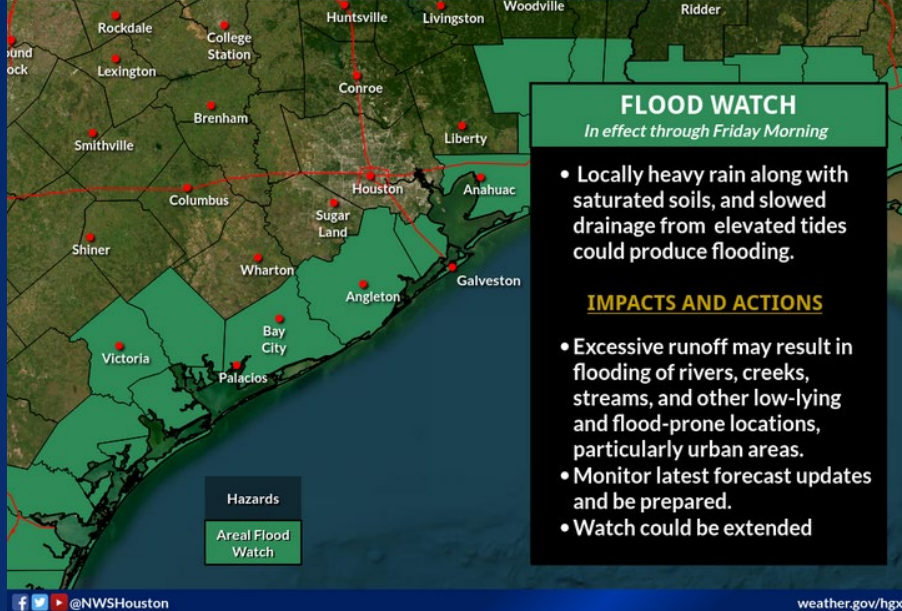 Rockdale
College
Station
Huntsville
Livingston
Woodville
Ridder
ound
ock
Lexington
Conroe
Brenham
Smithville
Liberty
Columbus
Houston
Anahuac
Sugar
Land
Shiner
Wharton
Galveston
Angleton
Bay
City
Victoria
Palacios
FLOOD WATCH
In effect through Friday Morning
• Locally heavy rain along with
saturated soils, and slowed
drainage from elevated tides
could produce flooding.
IMPACTS AND ACTIONS
• Excessive runoff may result in
flooding of rivers, creeks,
streams, and other low-lying
and flood-prone locations,
particularly urban areas.
• Monitor latest forecast updates
and be prepared.
• Watch could be extended
Hazards
Areal Flood
Watch
@NWSHouston
weather.gov/hgx